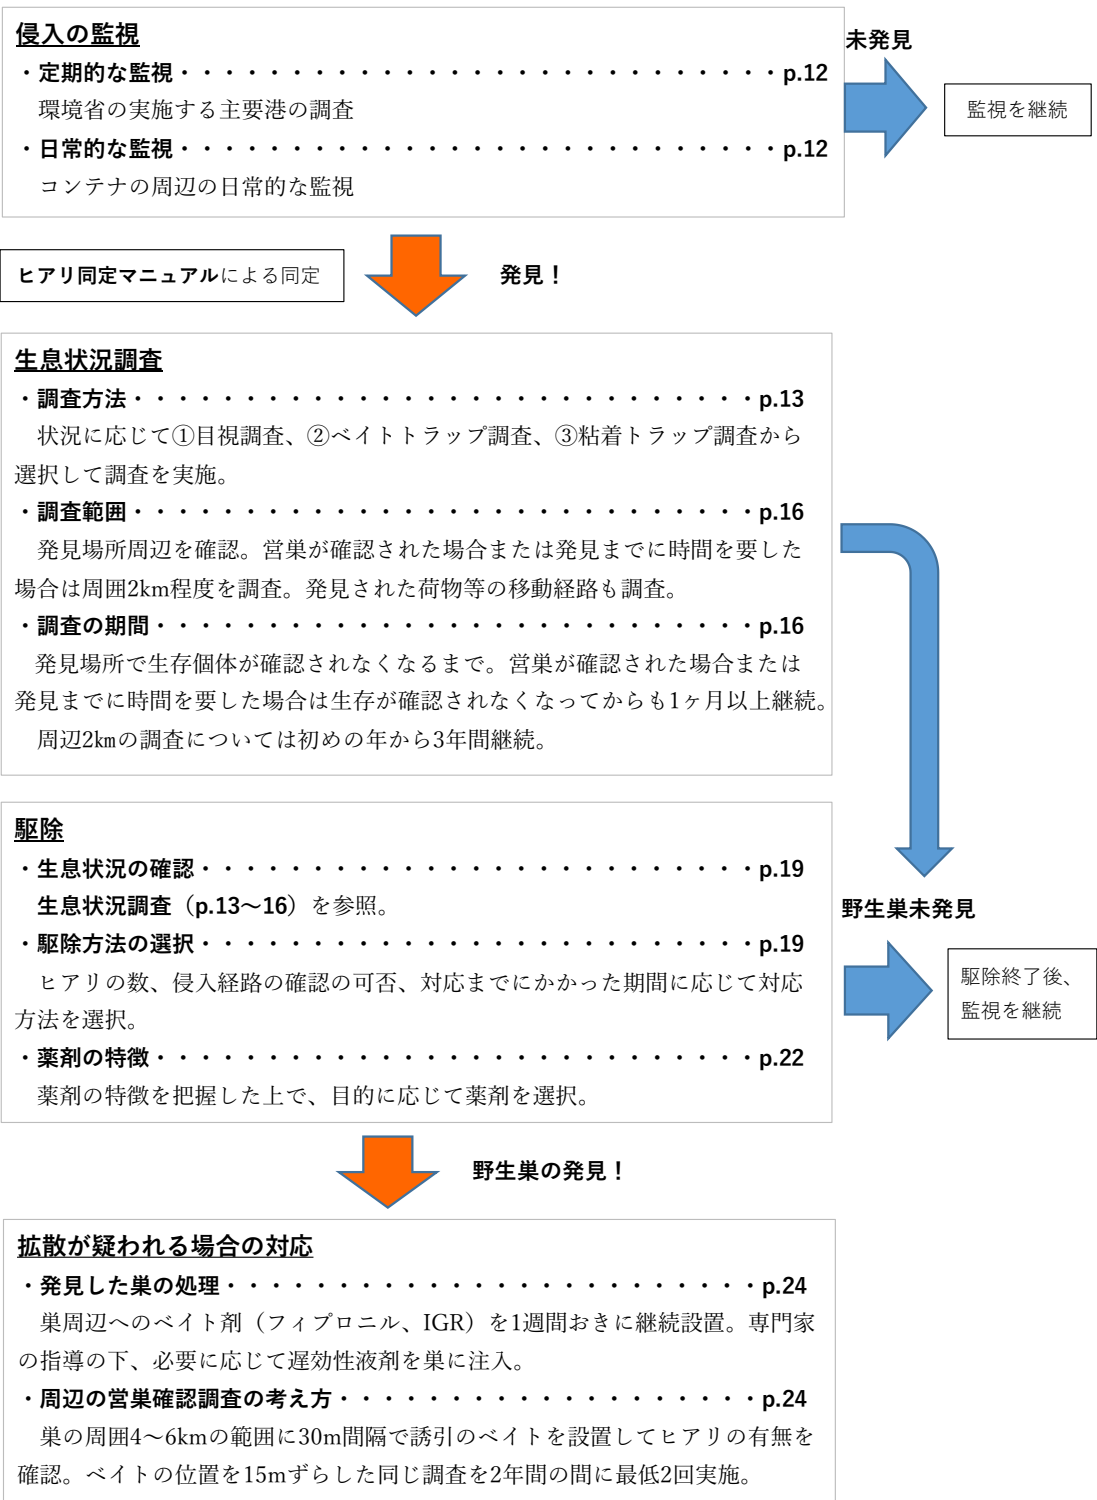 侵入の監視
・定期的な監視・・・・・・・・・・・・・・・・・・・・・・・・・・・p.12
環境省の実施する主要港の調査
・日常的な監視・・・・・・・・・・・・・・・・・・・・・・・・・・・p.12
コンテナの周辺の日常的な監視
未発見
監視を継続
ヒアリ同定マニュアルによる同定
発見！
生息状況調査
・調査方法・・・・・・・・・・・・・・・・・・・・・・・・・・・・p.13
状況に応じて①目視調査、②ベイトトラップ調査、③粘着トラップ調査から
選択して調査を実施。
・調査範囲・・・・・・・・・・・・・・・・・・・・・・・・・・・・p.16
発見場所周辺を確認。営巣が確認された場合または発見までに時間を要した
場合は周囲2km程度を調査。発見された荷物等の移動経路も調査。
・調査の期間・・・・・・・・・・・・・・・・・・・・・・・・・・・p.16
発見場所で生存個体が確認されなくなるまで。営巣が確認された場合または
発見までに時間を要した場合は生存が確認されなくなってからも1ヶ月以上継続。
周辺2㎞の調査については初めの年から3年間継続。
駆除
・生息状況の確認・・・・・・・・・・・・・・・・・・・・・・・・・p.19
生息状況調査（p.13～16）を参照。
・駆除方法の選択・・・・・・・・・・・・・・・・・・・・・・・・・p.19
ヒアリの数、侵入経路の確認の可否、対応までにかかった期間に応じて対応
方法を選択。
・薬剤の特徴・・・・・・・・・・・・・・・・・・・・・・・・・・・p.22
薬剤の特徴を把握した上で、目的に応じて薬剤を選択。
野生巣未発見
駆除終了後、
監視を継続
野生巣の発見！
拡散が疑われる場合の対応
・発見した巣の処理・・・・・・・・・・・・・・・・・・・・・・・・p.24
巣周辺へのベイト剤（フィプロニル、IGR）を1週間おきに継続設置。専門家
の指導の下、必要に応じて遅効性液剤を巣に注入。
・周辺の営巣確認調査の考え方・・・・・・・・・・・・・・・・・・・p.24
巣の周囲4～6kmの範囲に30m間隔で誘引のベイトを設置してヒアリの有無を
確認。ベイトの位置を15mずらした同じ調査を2年間の間に最低2回実施。